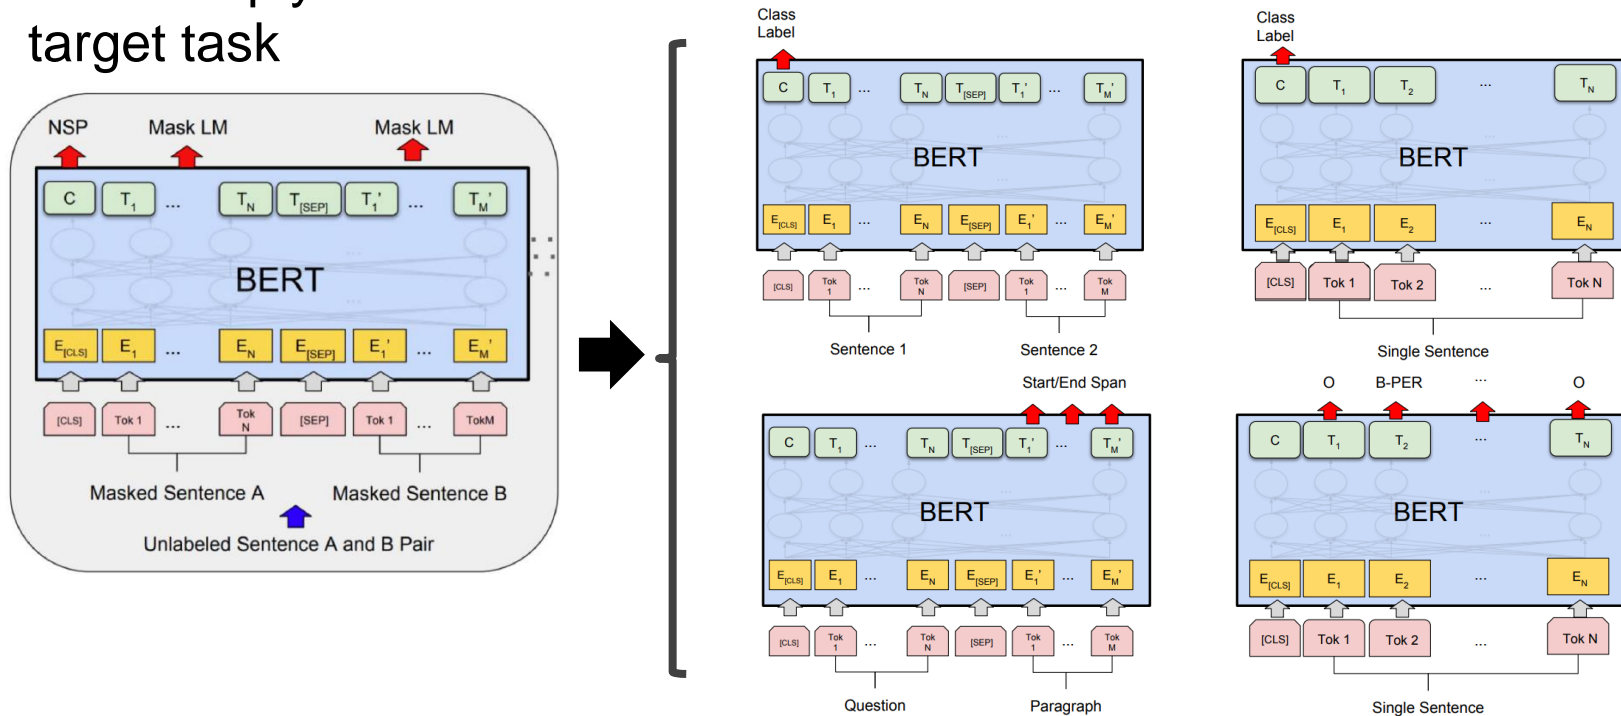 target task
NSP Mask LM Mask LM
C T1 ... TN T[SEP] T1' ... TM'
BERT
E[CLS] E1 ... EN E[SEP] E1' ... EM'
[CLS] Tok 1 ... Tok N [SEP] Tok 1 ... TokM
Masked Sentence A Masked Sentence B
Unlabeled Sentence A and B Pair
Class
Label
C T1 ... TN T[SEP] T1' ... TM'
BERT
E[CLS] E1 ... EN E[SEP] E1' ... EM'
[CLS] Tok 1 ... Tok N [SEP] Tok 1 ... Tok M
Sentence 1 Sentence 2
Class
Label
C T1 T2 ... TN
BERT
E[CLS] E1 E2 ... EN
[CLS] Tok 1 Tok 2 ... Tok N
Single Sentence
Start/End Span
C T1 ... TN T[SEP] T1' ... TM'
BERT
E[CLS] E1 ... EN E[SEP] E1' ... EM'
[CLS] Tok 1 ... Tok N [SEP] Tok 1 ... Tok M
Question Paragraph
O B-PER ... O
C T1 T2 ... TN
BERT
E[CLS] E1 E2 ... EN
[CLS] Tok 1 Tok 2 ... Tok N
Single Sentence